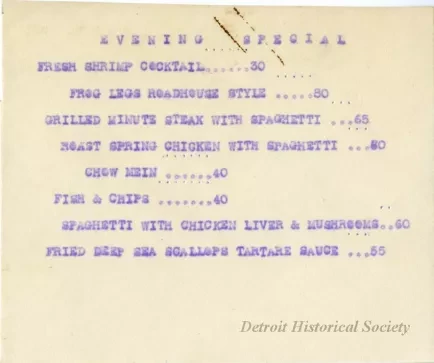 EVENING SPECIAL
FRESH SHRIMP COCKTAIL.......30
FROG LEGS ROADHOUSE STYLE .....80
GRILLED MINUTE STEAK WITH SPAGHETTI ...65
ROAST SPRING CHICKEN WITH SPAGHETTI ...80
CHOW MEIN .......40
FISH & CHIPS .......40
SPAGHETTI WITH CHICKEN LIVER & MUSHROOMS..60
FRIED DEEP SEA SCALLOPS TARTARE SAUCE ...55
Detroit Historical Society